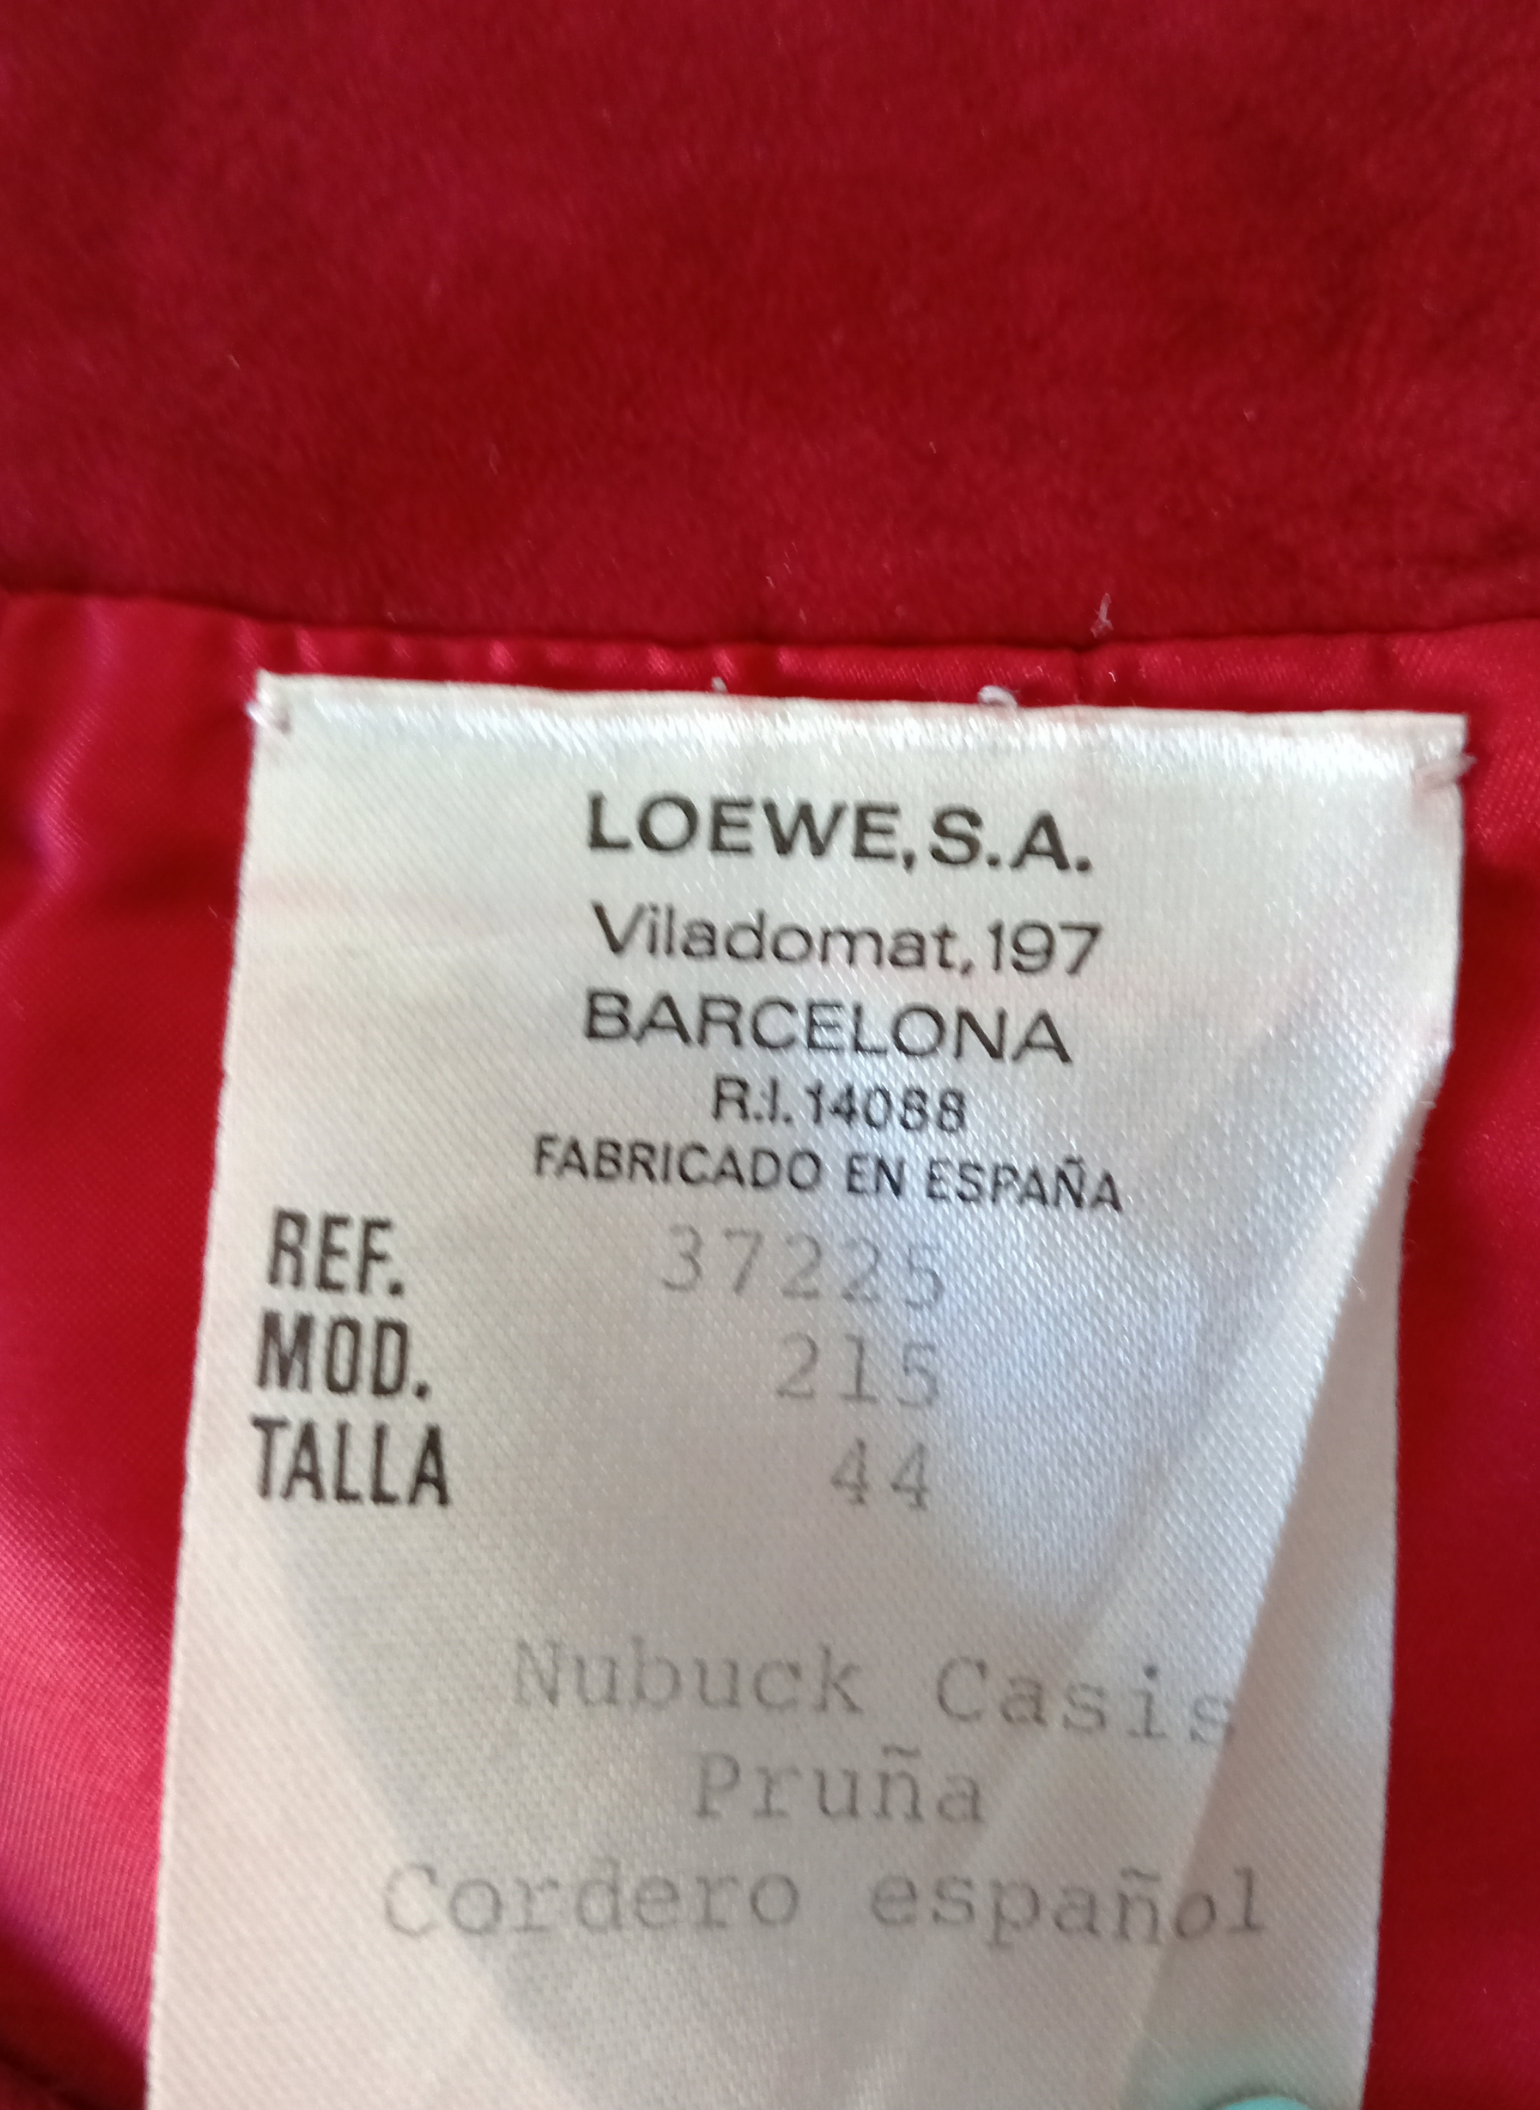 LOEWE, S.A.
Viladomat, 197
BARCELONA
R.I. 14088
FABRICADO EN ESPAÑA
REF. 37225
MOD. 215
TALLA 44
Nubuck Casis
Pruña
Cordero español